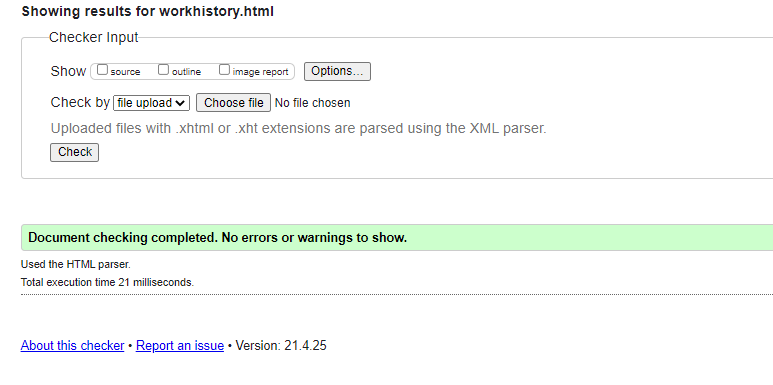 Showing results for workhistory.html
Checker Input
Show source outline image report Options...
Check by file upload Choose file No file chosen
Uploaded files with .xhtml or .xht extensions are parsed using the XML parser.
Check
Document checking completed. No errors or warnings to show.
Used the HTML parser.
Total execution time 21 milliseconds.
About this checker • Report an issue • Version: 21.4.25